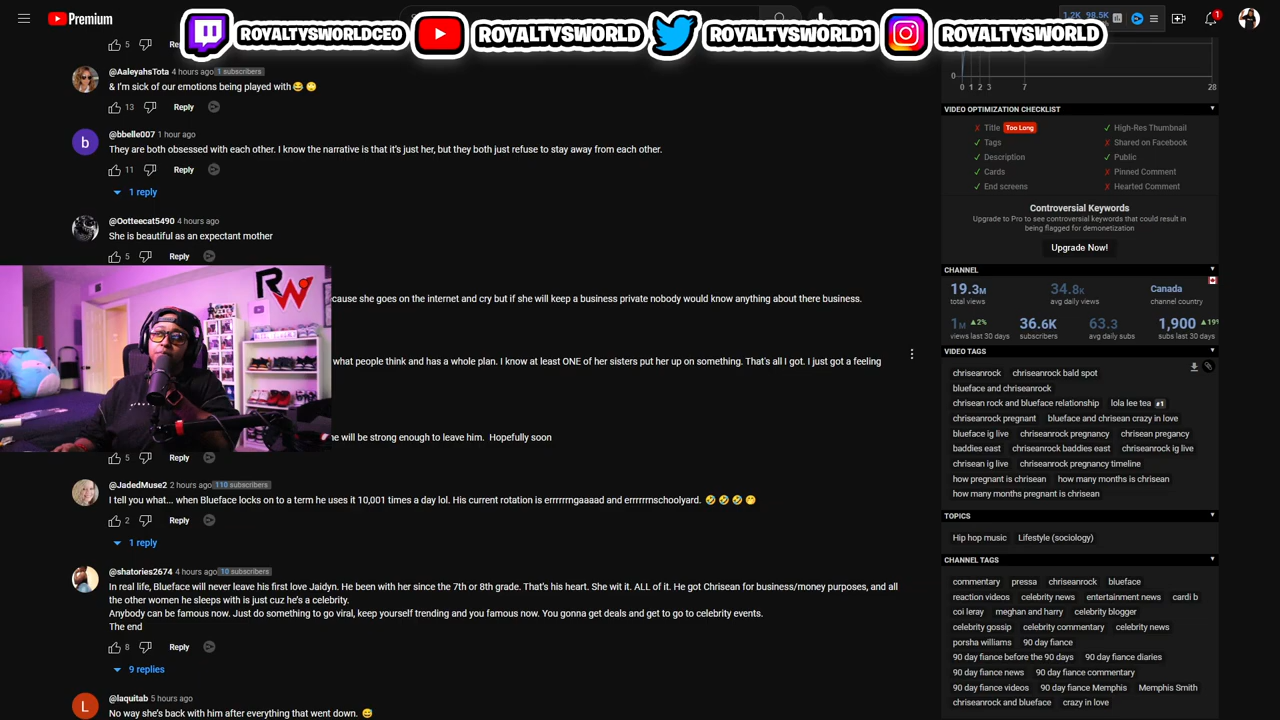 Premium
ROYALTYSWORLDCEO
ROYALTYSWORLD
ROYALTYSWORLD1
ROYALTYSWORLD
1.2K 98.5K
1
5
@AaleyahsTota 4 hours ago 1 subscribers
& I'm sick of our emotions being played with😂 🙄
13 Reply
b
@bbelle007 1 hour ago
They are both obsessed with each other. I know the narrative is that it's just her, but they both just refuse to stay away from each other.
11 Reply
1 reply
@Ootteecat5490 4 hours ago
She is beautiful as an expectant mother
5 Reply
cause she goes on the internet and cry but if she will keep a business private nobody would know anything about there business.
what people think and has a whole plan. I know at least ONE of her sisters put her up on something. That's all I got. I just got a feeling
he will be strong enough to leave him. Hopefully soon
5 Reply
RW
@JadedMuse2 2 hours ago 110 subscribers
I tell you what... when Blueface locks on to a term he uses it 10,001 times a day lol. His current rotation is errrrrrngaaaad and errrrrrnschoolyard. 🤣 🤣 🤣 🤭
2 Reply
1 reply
@shatories2674 4 hours ago 10 subscribers
In real life, Blueface will never leave his first love Jaidyn. He been with her since the 7th or 8th grade. That's his heart. She wit it. ALL of it. He got Chrisean for business/money purposes, and all
the other women he sleeps with is just cuz he's a celebrity.
Anybody can be famous now. Just do something to go viral, keep yourself trending and you famous now. You gonna get deals and get to go to celebrity events.
The end
8 Reply
9 replies
L
@laquitab 5 hours ago
No way she's back with him after everything that went down. 😅
0
0 1 2 3 7 28
VIDEO OPTIMIZATION CHECKLIST
✗ Title Too Long ✓ High-Res Thumbnail
✓ Tags ✗ Shared on Facebook
✓ Description ✓ Public
✓ Cards ✗ Pinned Comment
✓ End screens ✗ Hearted Comment
Controversial Keywords
Upgrade to Pro to see controversial keywords that could result in
being flagged for demonetization
Upgrade Now!
CHANNEL
19.3M 34.8K Canada
total views avg daily views channel country
1M ▲2% 36.6K 63.3 1,900 ▲19%
views last 30 days subscribers avg daily subs subs last 30 days
VIDEO TAGS
chriseanrock chriseanrock bald spot
blueface and chriseanrock
chrisean rock and blueface relationship lola lee tea #1
chriseanrock pregnant blueface and chrisean crazy in love
blueface ig live chriseanrock pregnancy chrisean pregancy
baddies east chriseanrock baddies east chriseanrock ig live
chrisean ig live chriseanrock pregnancy timeline
how pregnant is chrisean how many months is chrisean
how many months pregnant is chrisean
TOPICS
Hip hop music Lifestyle (sociology)
CHANNEL TAGS
commentary pressa chriseanrock blueface
reaction videos celebrity news entertainment news cardi b
coi leray meghan and harry celebrity blogger
celebrity gossip celebrity commentary celebrity news
porsha williams 90 day fiance
90 day fiance before the 90 days 90 day fiance diaries
90 day fiance news 90 day fiance commentary
90 day fiance videos 90 day fiance Memphis Memphis Smith
chriseanrock and blueface crazy in love